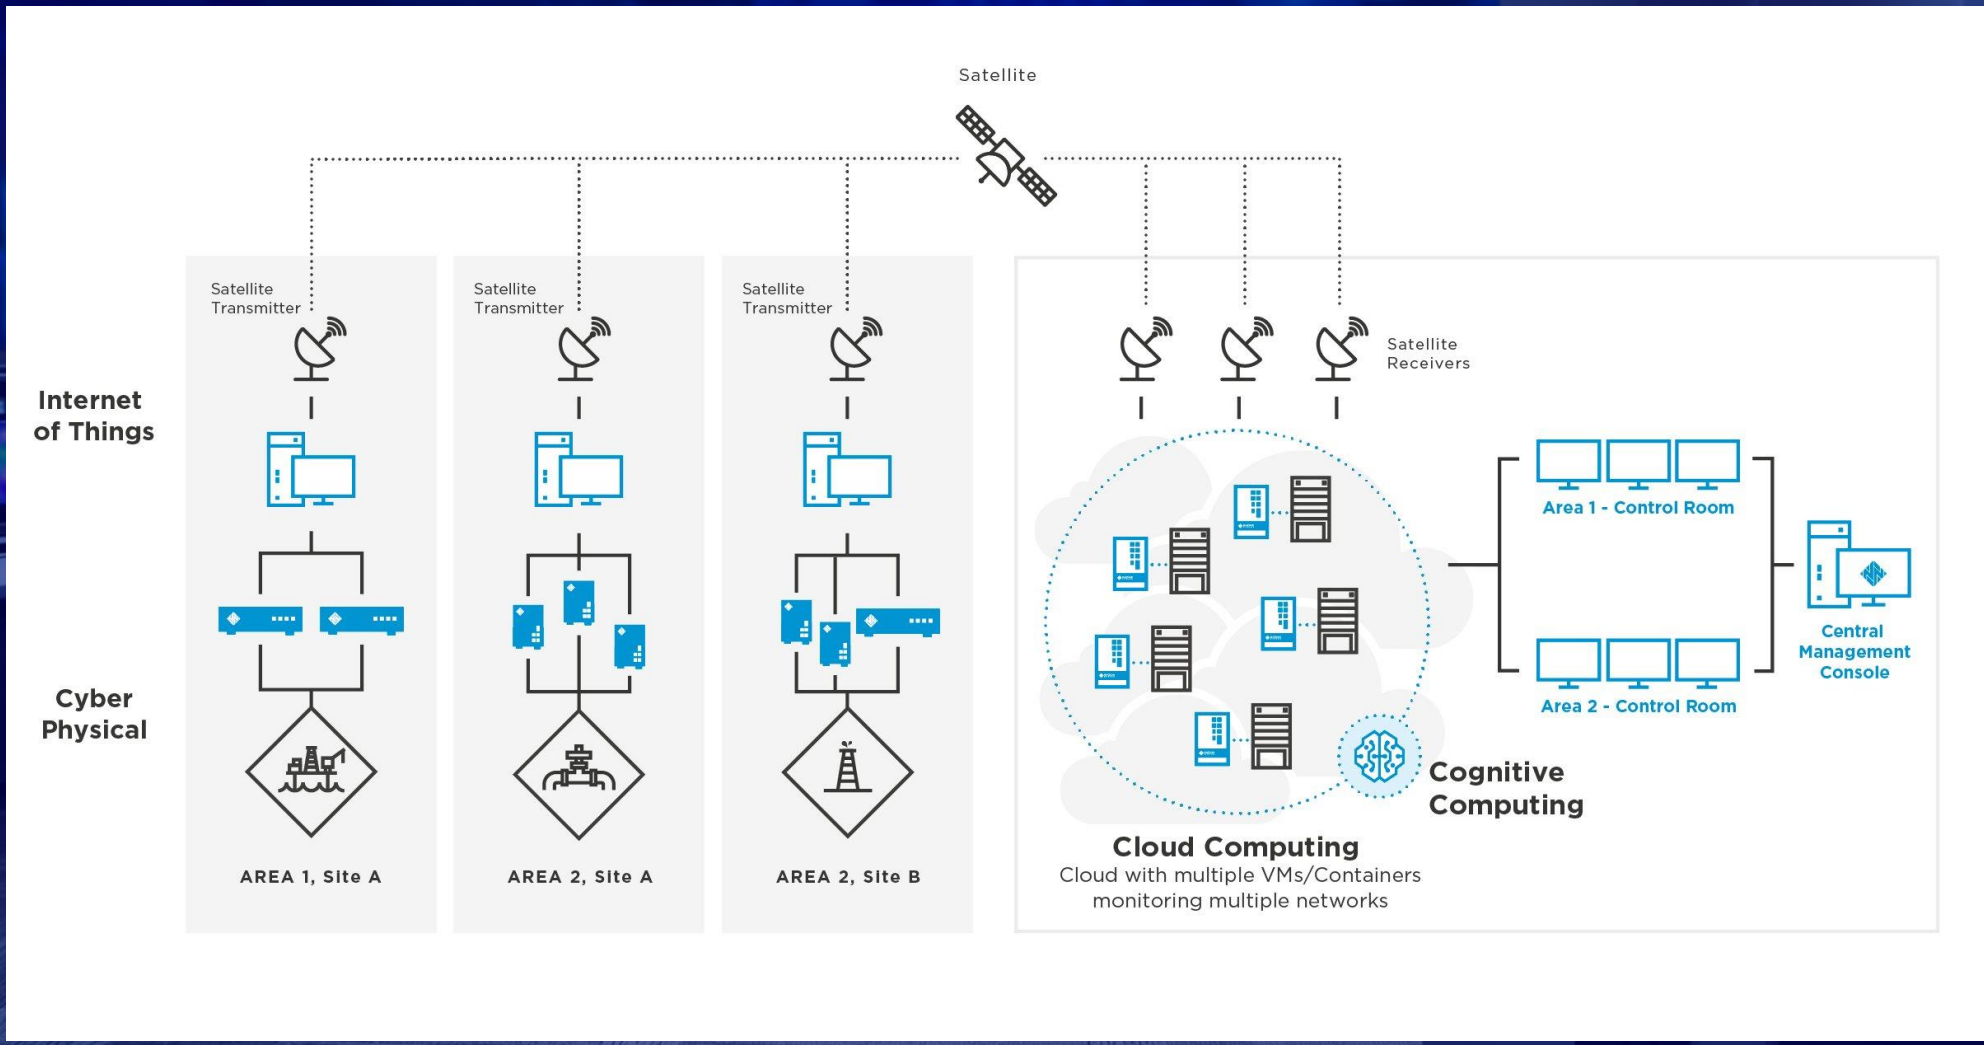 Satellite
Satellite
Transmitter
Satellite
Transmitter
Satellite
Transmitter
Satellite
Receivers
Internet
of Things
Cyber
Physical
AREA 1, Site A
AREA 2, Site A
AREA 2, Site B
Area 1 - Control Room
Area 2 - Control Room
Central
Management
Console
Cognitive
Computing
Cloud Computing
Cloud with multiple VMs/Containers
monitoring multiple networks